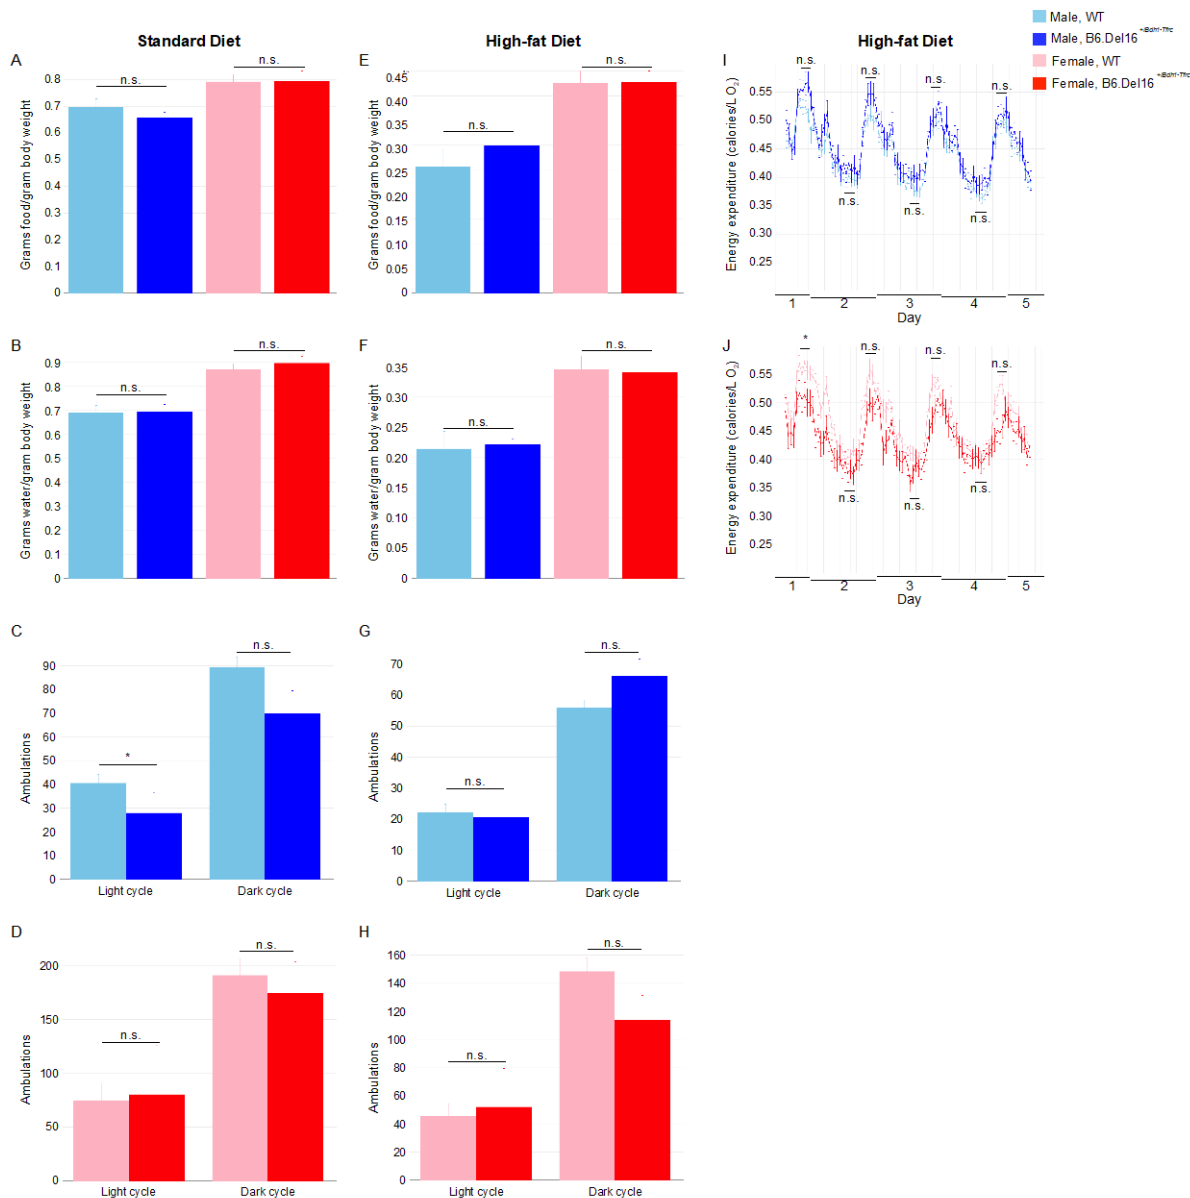 Male, WT
Male, B6.Del16+/Bdh1-Tfrc
Female, WT
Female, B6.Del16+/Bdh1-Tfrc
Standard Diet
High-fat Diet
High-fat Diet
A
Grams food/gram body weight
0.8
0.7
0.6
0.5
0.4
0.3
0.2
0.1
0
n.s.
n.s.
E
Grams food/gram body weight
0.45
0.40
0.35
0.30
0.25
0.20
0.15
0.10
0.05
0
n.s.
n.s.
I
Energy expenditure (calories/L O2)
0.55
0.50
0.45
0.40
0.35
0.30
0.25
n.s.
n.s.
n.s.
n.s.
n.s.
n.s.
n.s.
1 2 3 4 5
Day
B
Grams water/gram body weight
0.9
0.8
0.7
0.6
0.5
0.4
0.3
0.2
0.1
0
n.s.
n.s.
F
Grams water/gram body weight
0.35
0.30
0.25
0.20
0.15
0.10
0.05
0
n.s.
n.s.
J
Energy expenditure (calories/L O2)
0.55
0.50
0.45
0.40
0.35
0.30
0.25
*
n.s.
n.s.
n.s.
n.s.
n.s.
n.s.
1 2 3 4 5
Day
C
Ambulations
90
80
70
60
50
40
30
20
10
0
*
n.s.
Light cycle Dark cycle
G
Ambulations
70
60
50
40
30
20
10
0
n.s.
n.s.
Light cycle Dark cycle
D
Ambulations
200
150
100
50
0
n.s.
n.s.
Light cycle Dark cycle
H
Ambulations
160
140
120
100
80
60
40
20
0
n.s.
n.s.
Light cycle Dark cycle